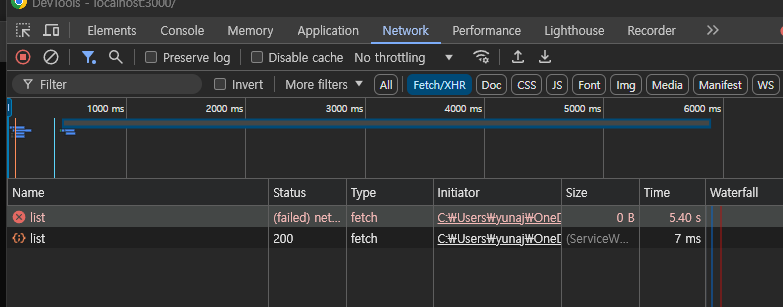 DevTools - localhost:3000/
Elements Console Sources Memory Application Network Performance Lighthouse Recorder
Preserve log Disable cache No throttling
Filter Invert More filters All Fetch/XHR Doc CSS JS Font Img Media Manifest WS
1000 ms 2000 ms 3000 ms 4000 ms 5000 ms 6000 ms
Name Status Type Initiator Size Time Waterfall
list (failed) net... fetch C:₩Users₩yunaj₩OneD 0 B 5.40 s
list 200 fetch C:₩Users₩yunaj₩OneD (ServiceW... 7 ms